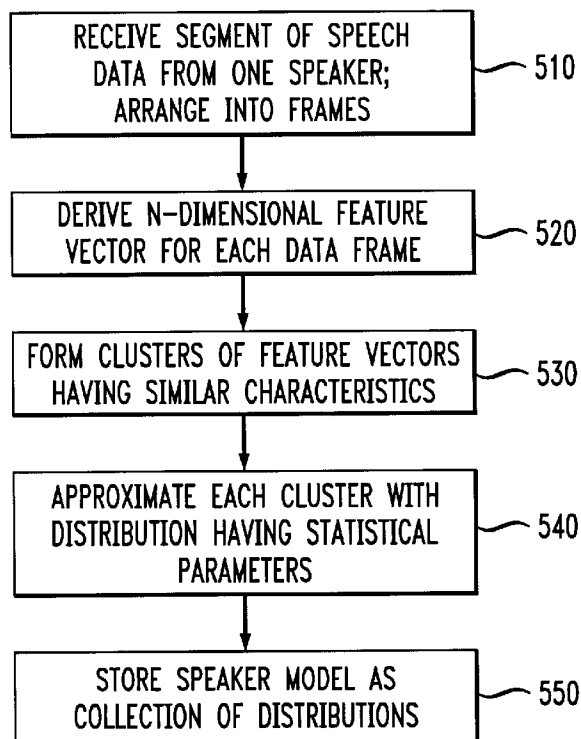 RECEIVE SEGMENT OF SPEECH
DATA FROM ONE SPEAKER;
ARRANGE INTO FRAMES
510
DERIVE N-DIMENSIONAL FEATURE
VECTOR FOR EACH DATA FRAME
520
FORM CLUSTERS OF FEATURE VECTORS
HAVING SIMILAR CHARACTERISTICS
530
APPROXIMATE EACH CLUSTER WITH
DISTRIBUTION HAVING STATISTICAL
PARAMETERS
540
STORE SPEAKER MODEL AS
COLLECTION OF DISTRIBUTIONS
550